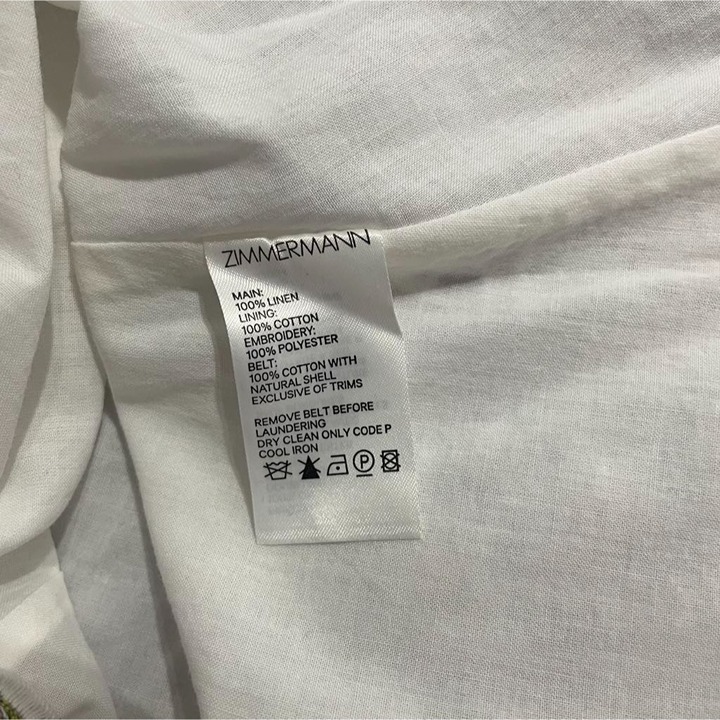 ZIMMERMANN
MAIN:
100% LINEN
LINING:
100% COTTON
EMBROIDERY:
100% POLYESTER
BELT:
100% COTTON WITH
NATURAL SHELL
EXCLUSIVE OF TRIMS
REMOVE BELT BEFORE
LAUNDERING
DRY CLEAN ONLY CODE P
COOL IRON
P